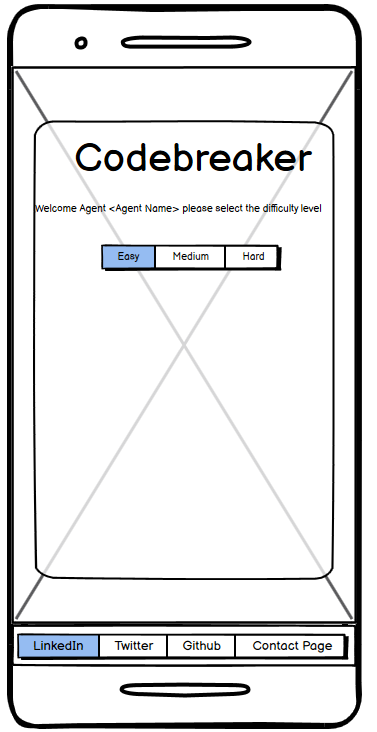 Codebreaker
Welcome Agent <Agent Name> please select the difficulty level
Easy Medium Hard
LinkedIn Twitter Github Contact Page